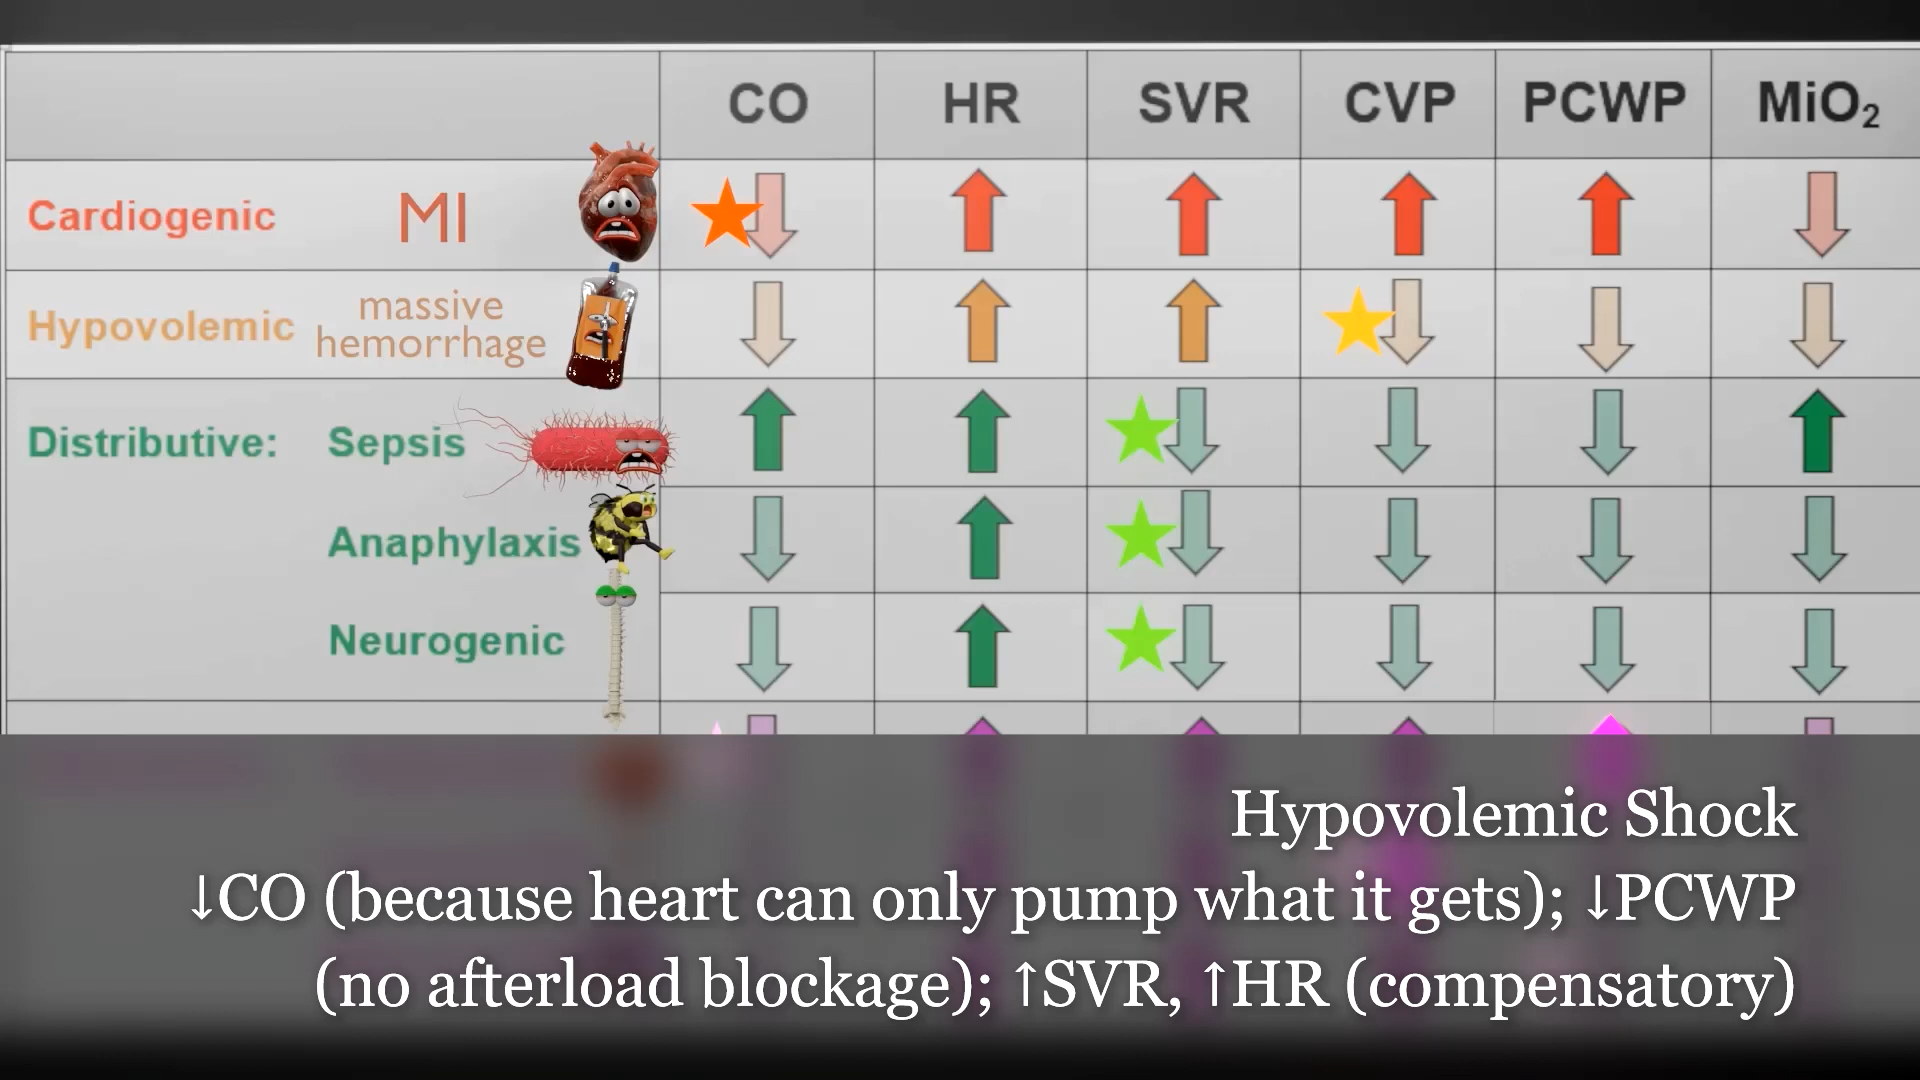 CO HR SVR CVP PCWP MiO₂
Cardiogenic MI
Hypovolemic massive hemorrhage
Distributive: Sepsis
Anaphylaxis
Neurogenic
Hypovolemic Shock
↓CO (because heart can only pump what it gets); ↓PCWP
(no afterload blockage); ↑SVR, ↑HR (compensatory)